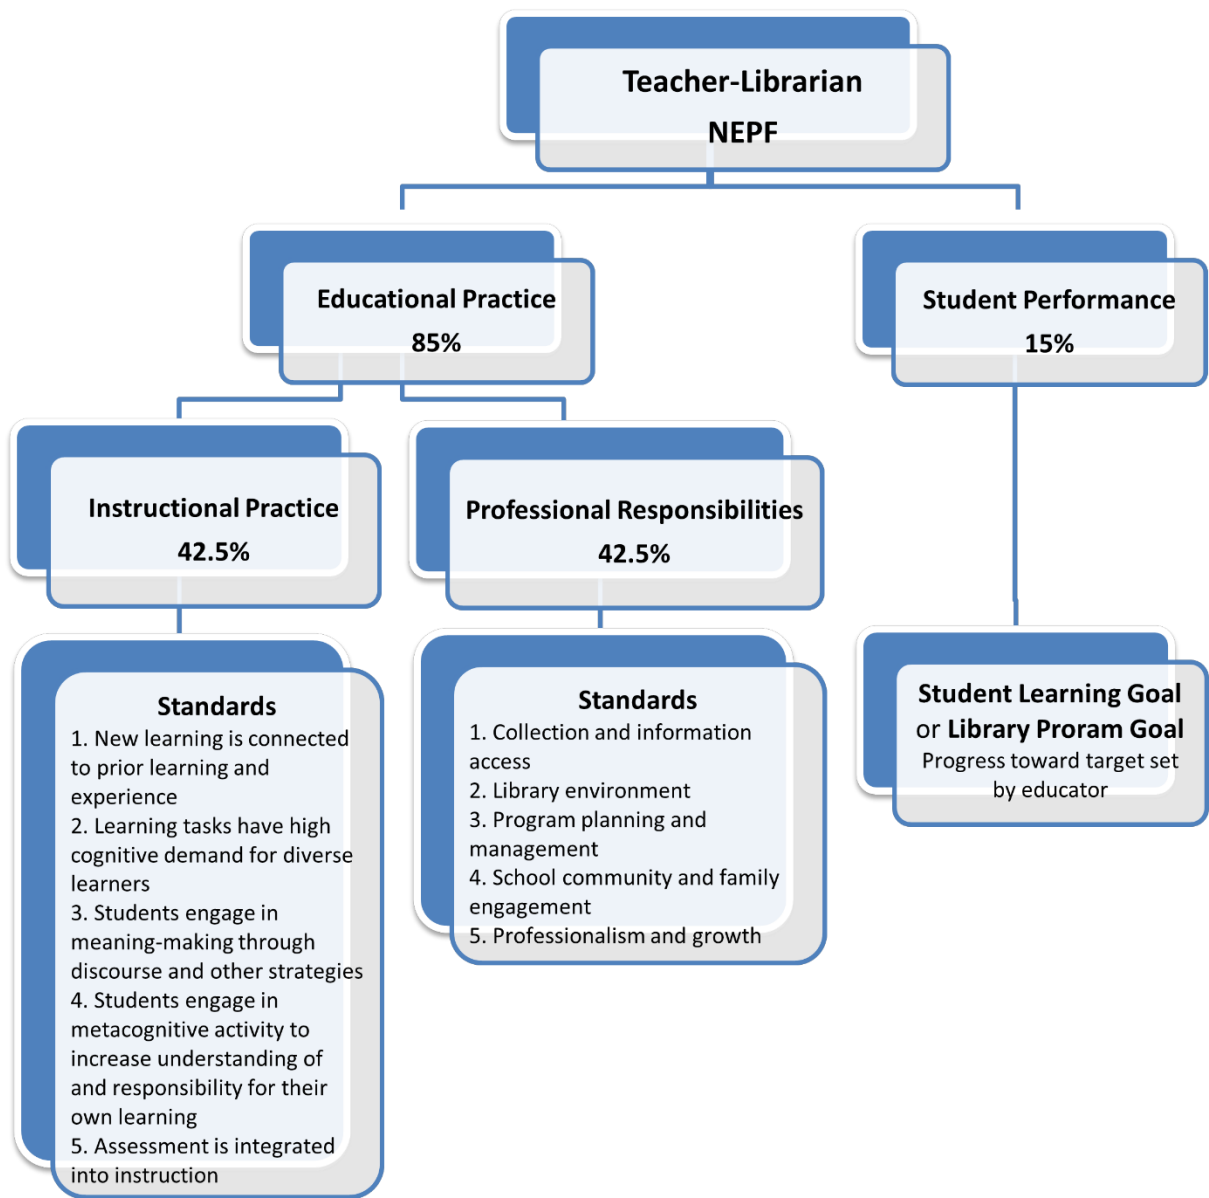 Teacher-Librarian
NEPF
Educational Practice
85%
Student Performance
15%
Instructional Practice
42.5%
Professional Responsibilities
42.5%
Standards
1. New learning is connected
to prior learning and
experience
2. Learning tasks have high
cognitive demand for diverse
learners
3. Students engage in
meaning-making through
discourse and other strategies
4. Students engage in
metacognitive activity to
increase understanding of
and responsibility for their
own learning
5. Assessment is integrated
into instruction
Standards
1. Collection and information
access
2. Library environment
3. Program planning and
management
4. School community and family
engagement
5. Professionalism and growth
Student Learning Goal
or Library Proram Goal
Progress toward target set
by educator